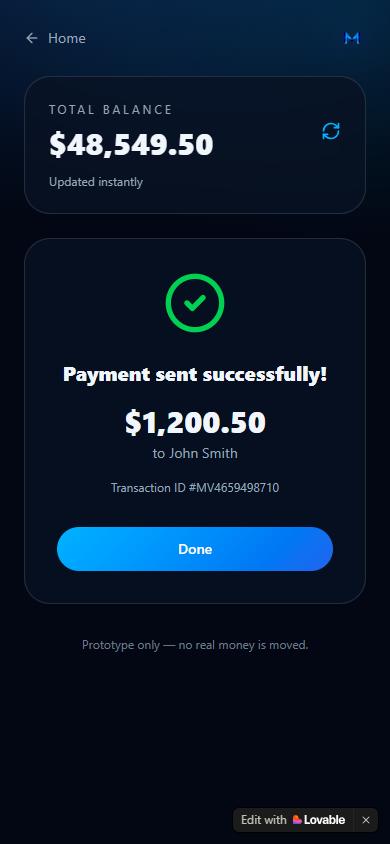 Home
TOTAL BALANCE
$48,549.50
Updated instantly
Payment sent successfully!
$1,200.50
to John Smith
Transaction ID #MV4659498710
Done
Prototype only — no real money is moved.
Edit with Lovable